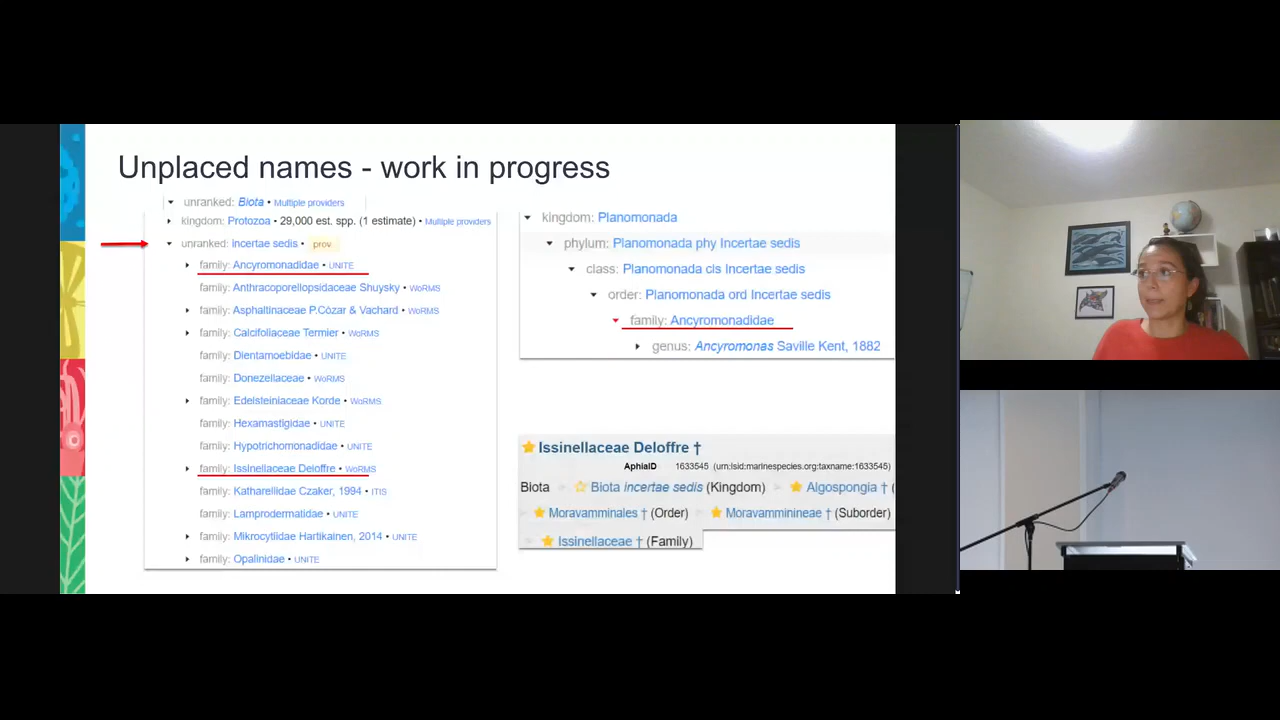 Unplaced names - work in progress
unranked: Biota • Multiple providers
kingdom: Protozoa • 29,000 est. spp. (1 estimate) • Multiple providers
unranked: incertae sedis • prov.
family: Ancyromonadidae • UNITE
family: Anthracoporellopsidaceae Shuysky • WoRMS
family: Asphaltinaceae P.Cózar & Vachard • WoRMS
family: Calcifoliaceae Termier • WoRMS
family: Dientamoebidae • UNITE
family: Donezellaceae • WoRMS
family: Edelsteiniaceae Korde • WoRMS
family: Hexamastigidae • UNITE
family: Hypotrichomonadidae • UNITE
family: Issinellaceae Deloffre • WoRMS
family: Katharellidae Czaker, 1994 • ITIS
family: Lamprodermatidae • UNITE
family: Mikrocytiidae Hartikainen, 2014 • UNITE
family: Opalinidae • UNITE
kingdom: Planomonada
phylum: Planomonada phy Incertae sedis
class: Planomonada cls Incertae sedis
order: Planomonada ord Incertae sedis
family: Ancyromonadidae
genus: Ancyromonas Saville Kent, 1882
Issinellaceae Deloffre †
AphiaID 1633545 (urn:lsid:marinespecies.org:taxname:1633545)
Biota Biota incertae sedis (Kingdom) Algospongia † (
Moravamminales † (Order) Moravammineae † (Suborder)
Issinellaceae † (Family)